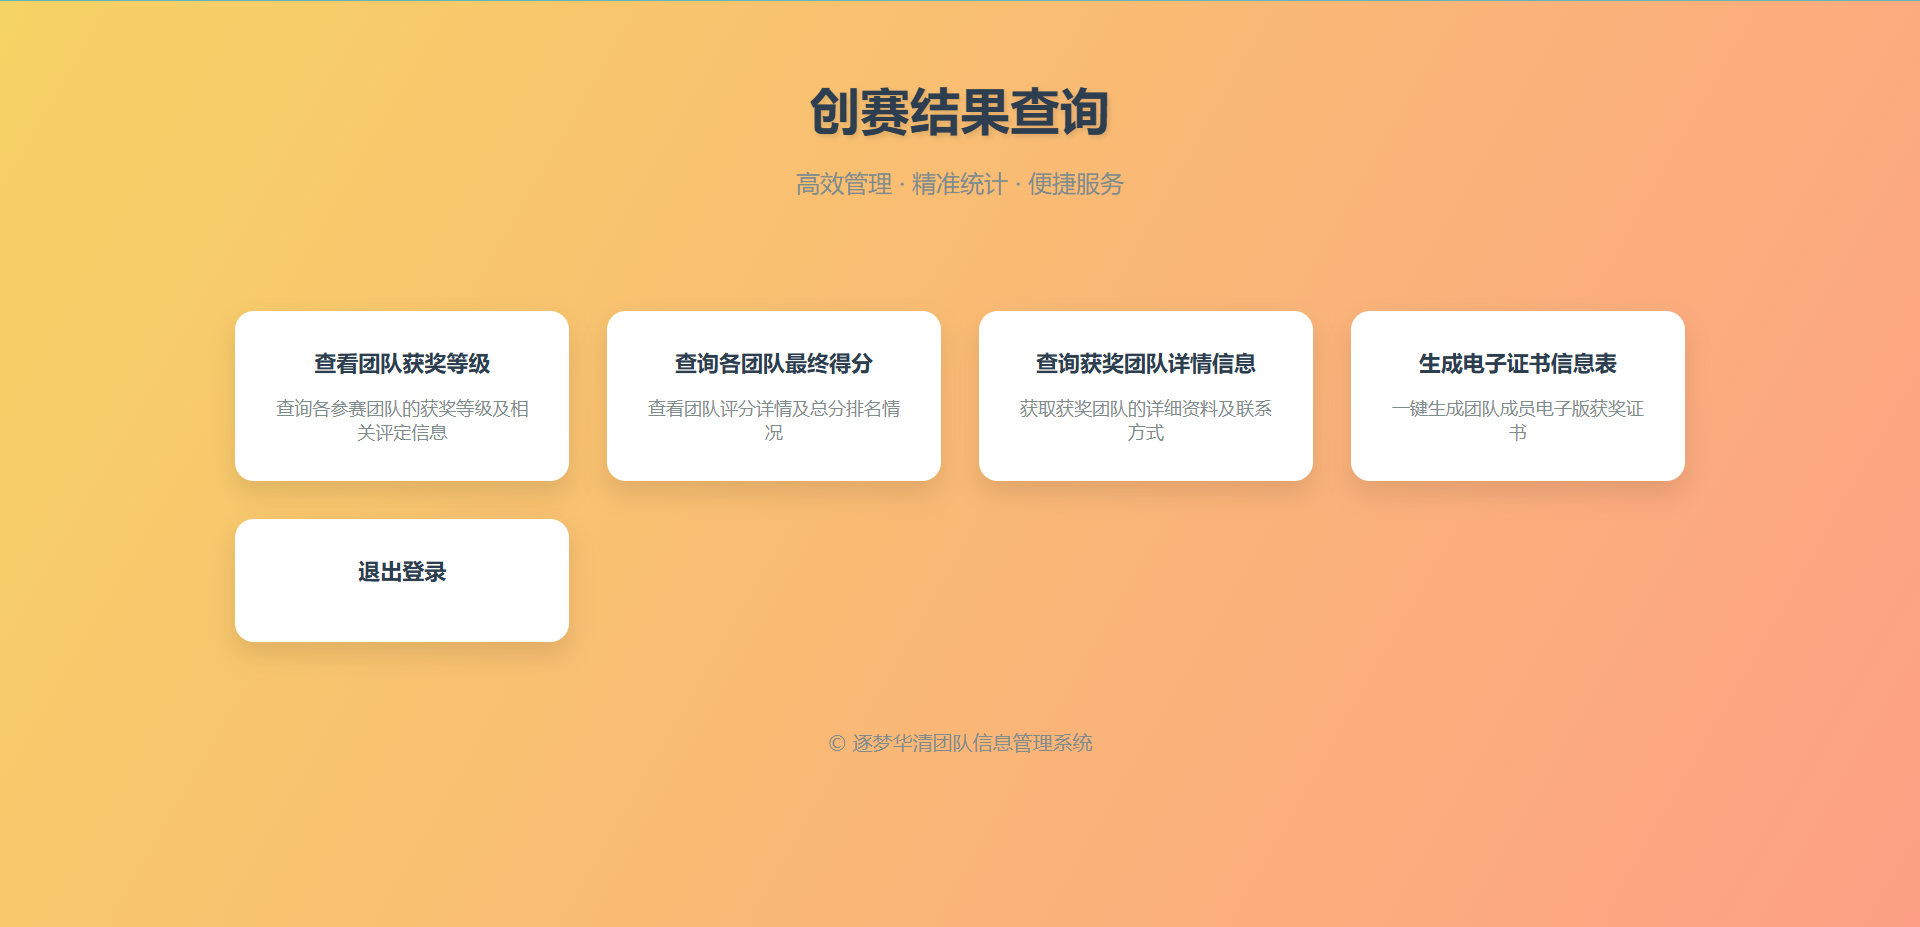 创赛结果查询
高效管理 · 精准统计 · 便捷服务
查看团队获奖等级
查询各参赛团队的获奖等级及相
关评定信息
查询各团队最终得分
查看团队评分详情及总分排名情
况
查询获奖团队详情信息
获取获奖团队的详细资料及联系
方式
生成电子证书信息表
一键生成团队成员电子版获奖证
书
退出登录
© 逐梦华清团队信息管理系统